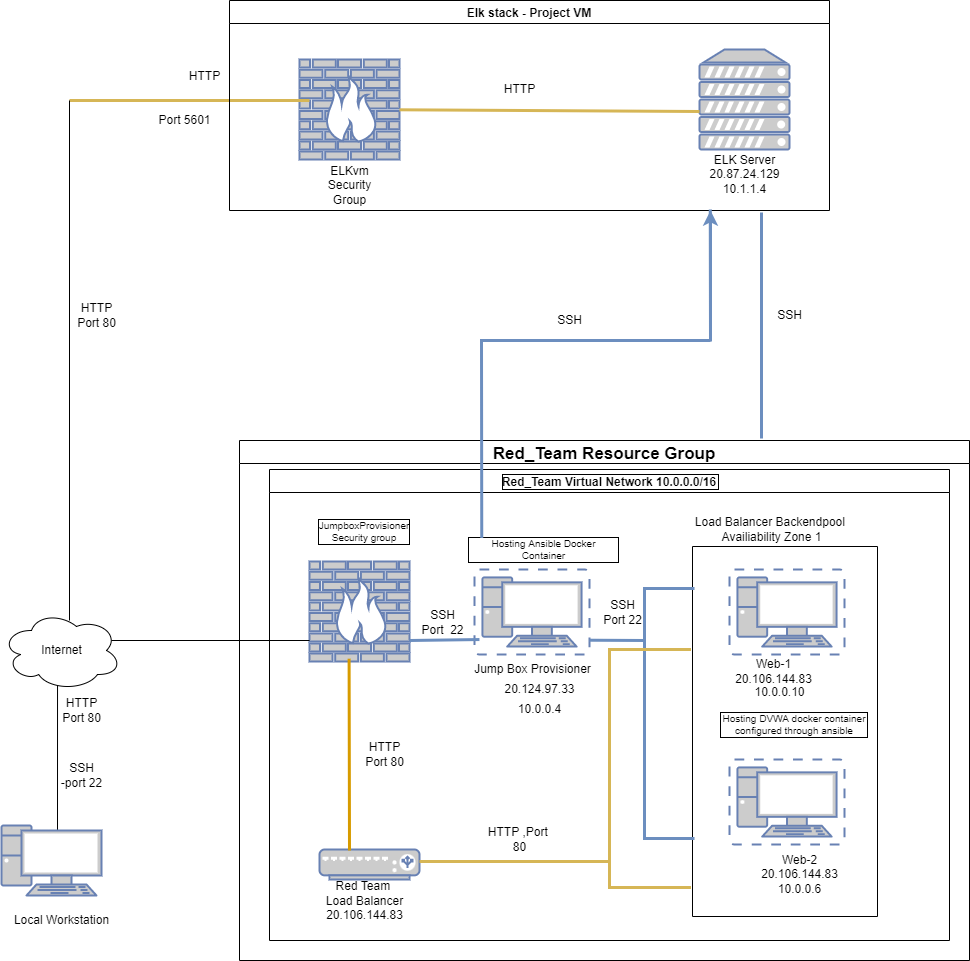 Elk stack - Project VM
HTTP
HTTP
Port 5601
ELKvm
Security
Group
ELK Server
20.87.24.129
10.1.1.4
HTTP
Port 80
SSH
SSH
Red_Team Resource Group
Red_Team Virtual Network 10.0.0.0/16
JumpboxProvisioner
Security group
Hosting Ansible Docker
Container
Load Balancer Backendpool
Availiability Zone 1
SSH
Port  22
SSH
Port 22
Internet
Jump Box Provisioner
20.124.97.33
10.0.0.4
Web-1
20.106.144.83
10.0.0.10
HTTP
Port 80
Hosting DVWA docker container
configured through ansible
HTTP
Port 80
SSH
-port 22
HTTP ,Port
80
Web-2
20.106.144.83
10.0.0.6
Red Team
Load Balancer
20.106.144.83
Local Workstation